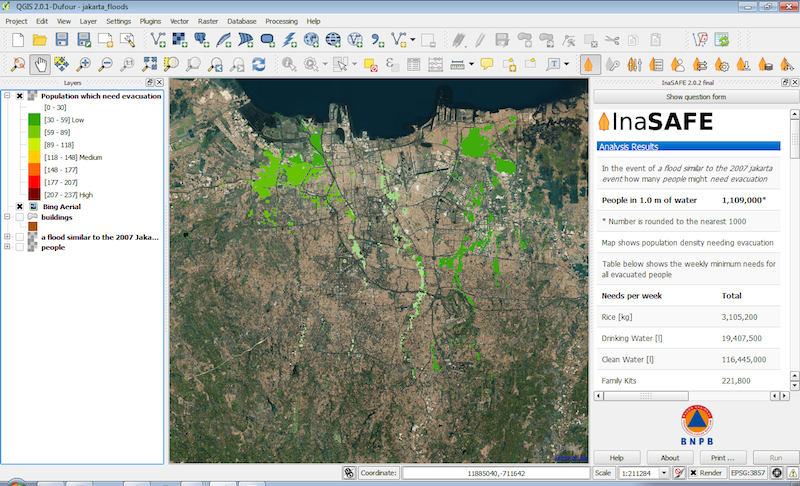 QGIS 2.0.1-Dufour - jakarta_floods
Project Edit View Layer Settings Plugins Vector Raster Database Processing Help
Layers
Population which need evacuation
[0 - 30]
[30 - 59] Low
[59 - 89]
[89 - 118]
[118 - 148] Medium
[148 - 177]
[177 - 207]
[207 - 237] High
Bing Aerial
buildings
a flood similar to the 2007 Jaka...
people
InaSAFE 2.0.2 final
Show question form
InaSAFE
Analysis Results
In the event of a flood similar to the 2007 jakarta
event how many people might need evacuation
People in 1.0 m of water 1,109,000*
* Number is rounded to the nearest 1000
Map shows population density needing evacuation
Table below shows the weekly minimum needs for
all evacuated people
Needs per week Total
Rice [kg] 3,105,200
Drinking Water [l] 19,407,500
Clean Water [l] 116,445,000
Family Kits 221,800
BNPB
Help About Print ... Run
Coordinate: 11885040,-711642 Scale 1:211284 Render EPSG:3857